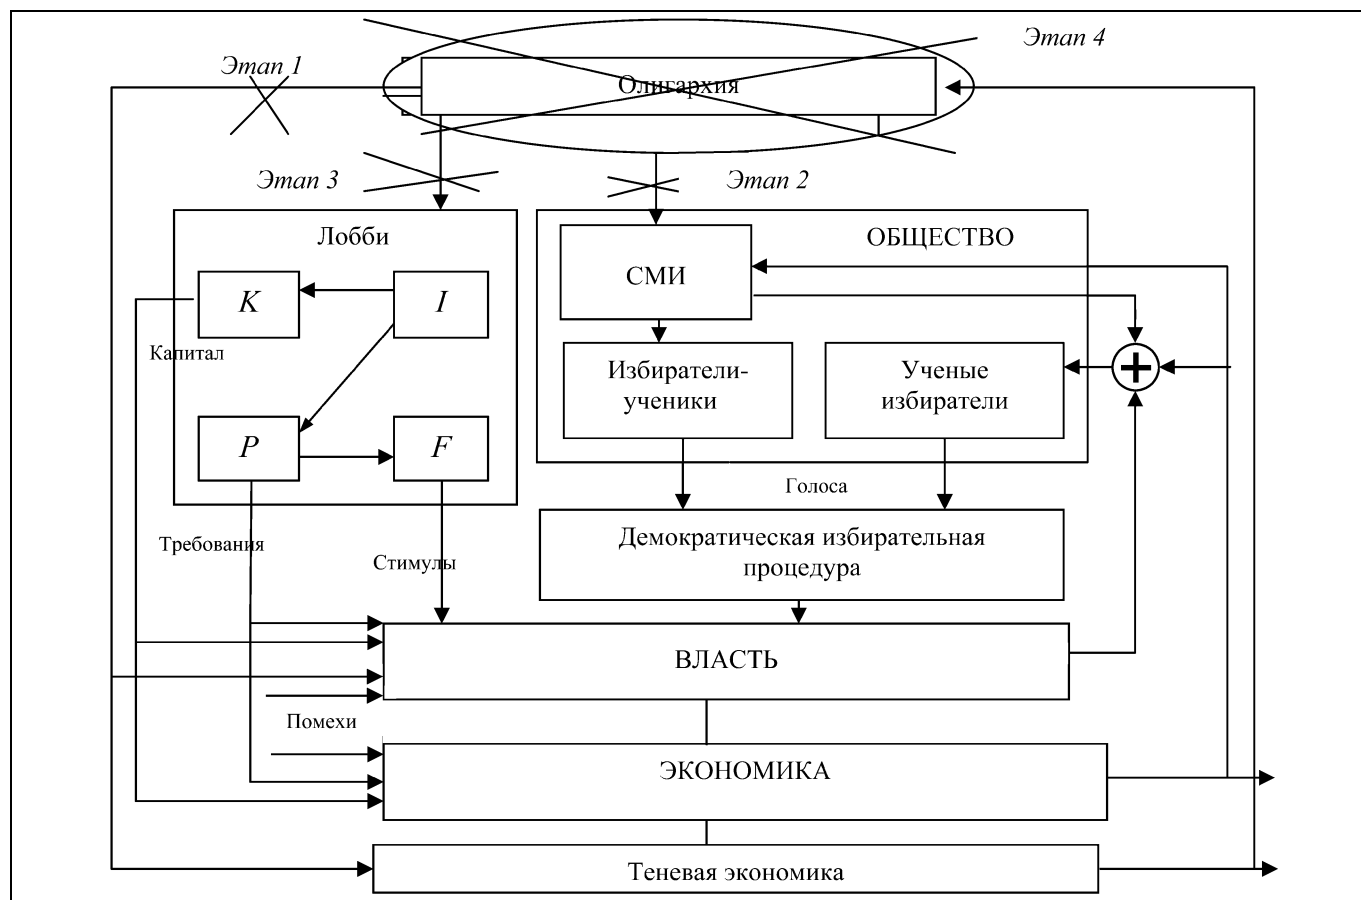 Этап 4
Этап 1
Олигархия
Этап 3
Этап 2
Лобби
ОБЩЕСТВО
СМИ
K
I
Капитал
Избиратели-
ученики
Ученые
избиратели
+
P
F
Голоса
Требования
Стимулы
Демократическая избирательная
процедура
ВЛАСТЬ
Помехи
ЭКОНОМИКА
Теневая экономика